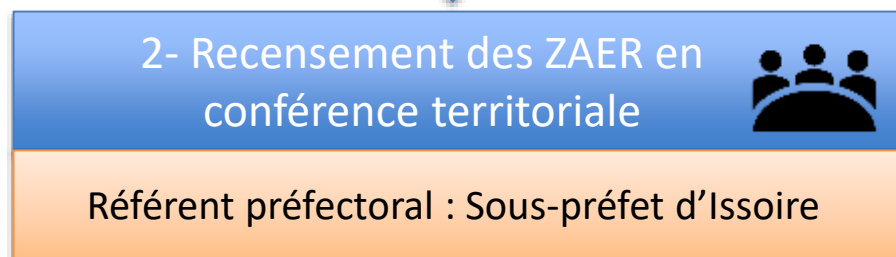 2- Recensement des ZAER en
conférence territoriale
Référent préfectoral : Sous-préfet d'Issoire